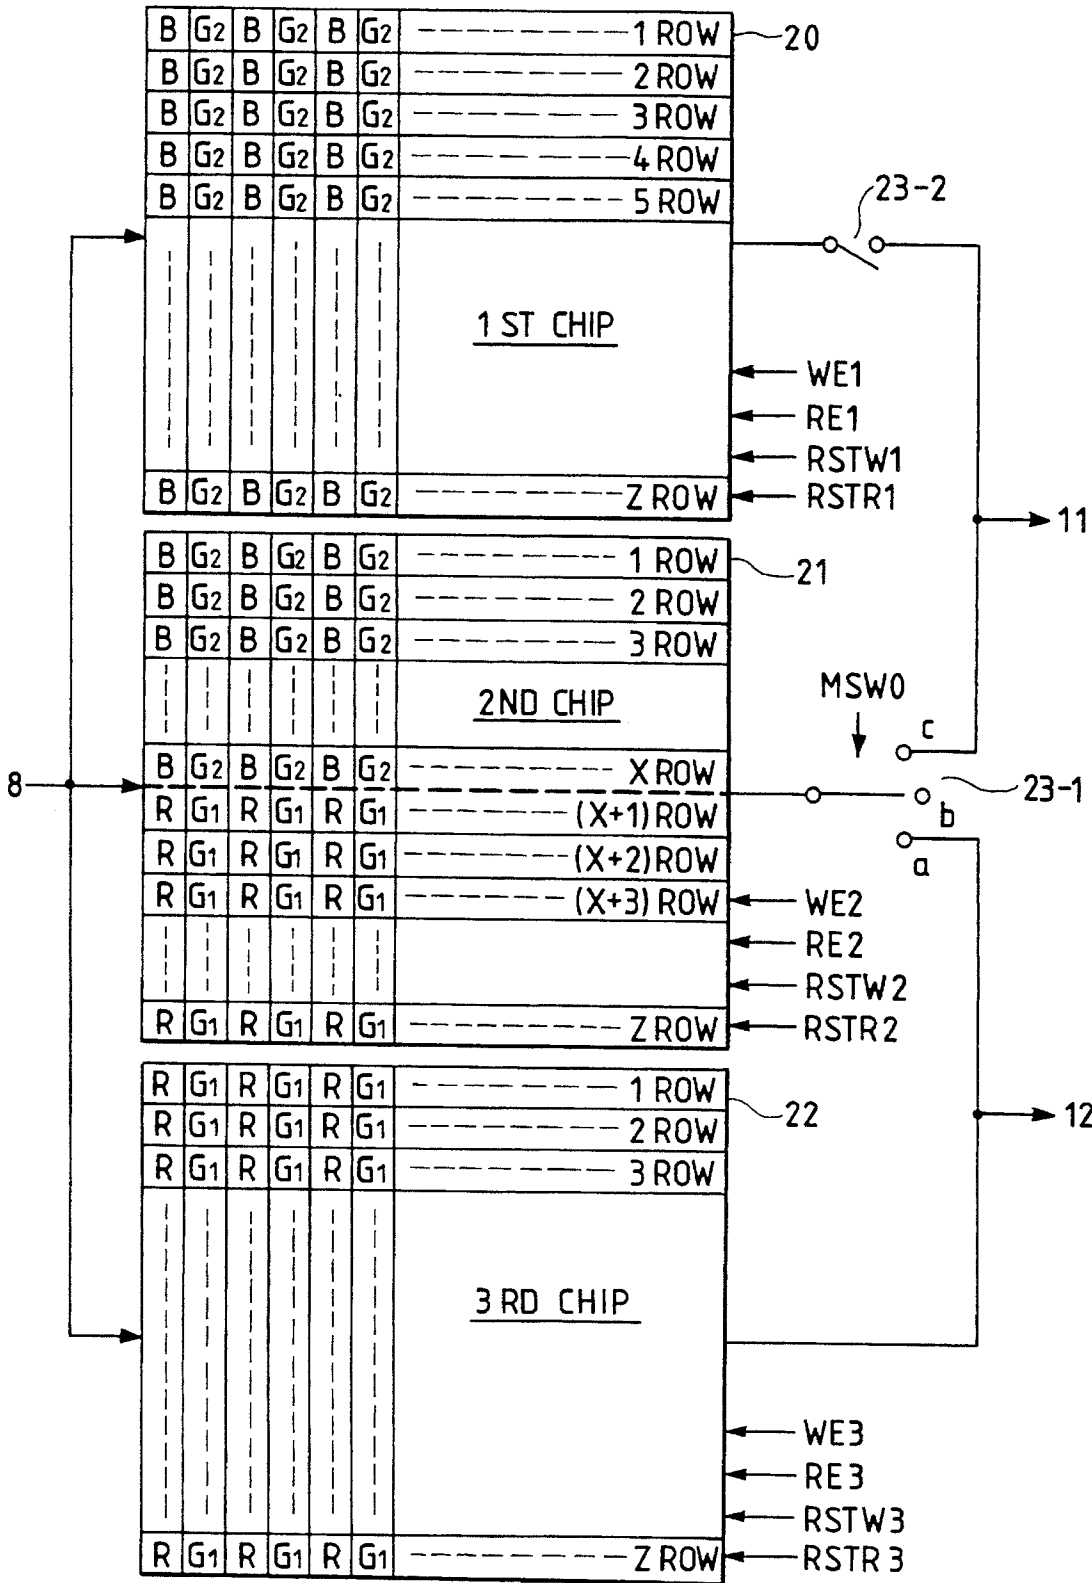 B G2 B G2 B G2 1 ROW 20
B G2 B G2 B G2 2 ROW
B G2 B G2 B G2 3 ROW
B G2 B G2 B G2 4 ROW
B G2 B G2 B G2 5 ROW
23-2
1 ST CHIP
WE1
RE1
RSTW1
B G2 B G2 B G2 Z ROW RSTR1
11
B G2 B G2 B G2 1 ROW 21
B G2 B G2 B G2 2 ROW
B G2 B G2 B G2 3 ROW
MSW0
2ND CHIP
c
B G2 B G2 B G2 X ROW
8
23-1
R G1 R G1 R G1 (X+1) ROW b
R G1 R G1 R G1 (X+2) ROW a
R G1 R G1 R G1 (X+3) ROW WE2
RE2
RSTW2
R G1 R G1 R G1 Z ROW RSTR2
R G1 R G1 R G1 1 ROW
22
12
R G1 R G1 R G1 2 ROW
R G1 R G1 R G1 3 ROW
3 RD CHIP
WE3
RE3
RSTW3
R G1 R G1 R G1 Z ROW RSTR3